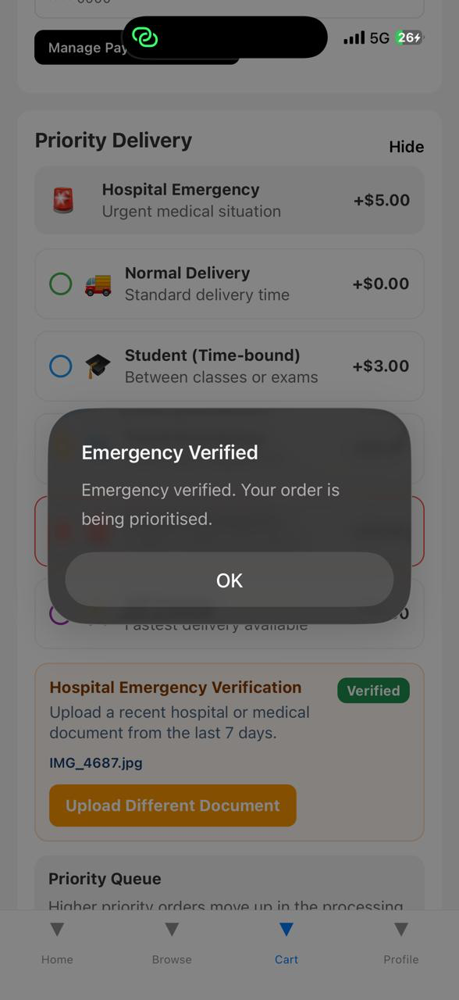 Manage Pay
5G
26
Priority Delivery
Hide
Hospital Emergency
Urgent medical situation
+$5.00
Normal Delivery
Standard delivery time
+$0.00
Student (Time-bound)
Between classes or exams
+$3.00
Emergency Verified
Emergency verified. Your order is
being prioritised.
OK
Fastest delivery available
Hospital Emergency Verification
Verified
Upload a recent hospital or medical
document from the last 7 days.
IMG_4687.jpg
Upload Different Document
Priority Queue
Higher priority orders move up in the processing
Home
Browse
Cart
Profile